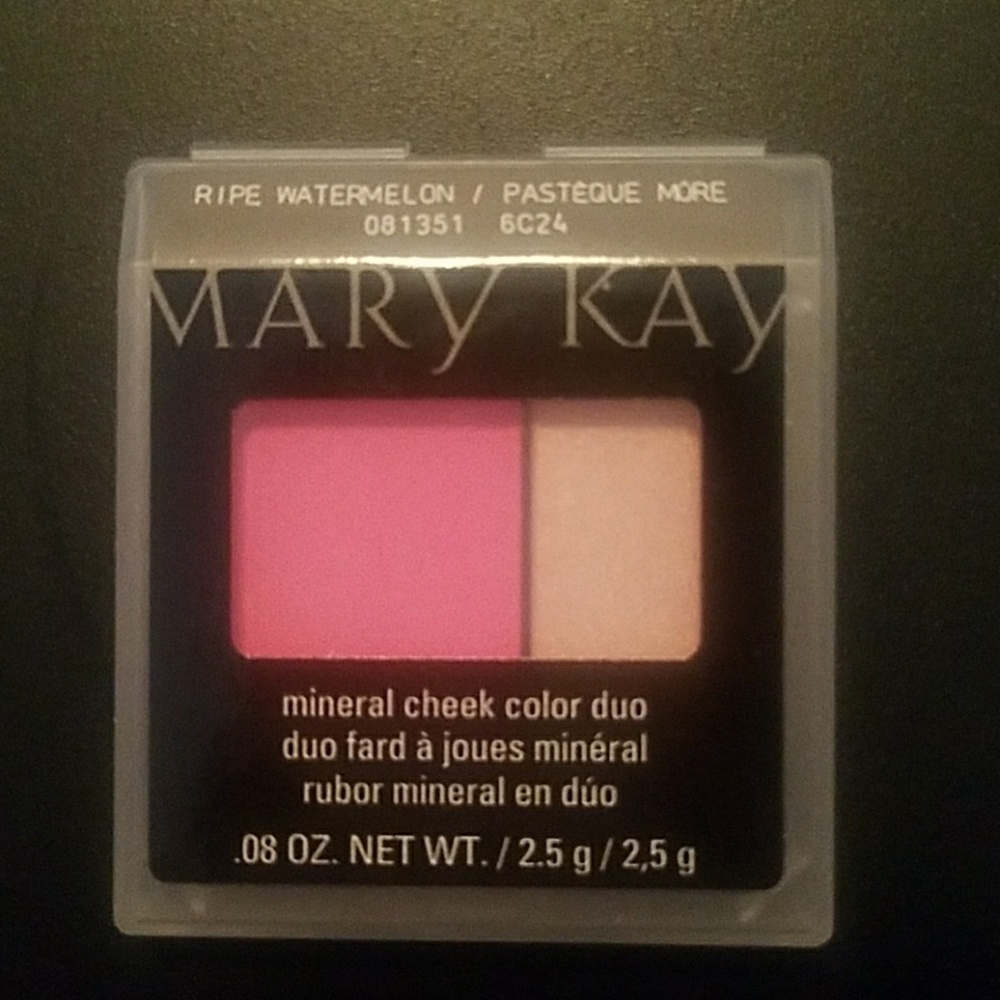 RIPE WATERMELON / PASTÈQUE MÛRE
081351 6C24
MARY KAY
mineral cheek color duo
duo fard à joues minéral
rubor mineral en dúo
.08 OZ. NET WT. / 2.5 g / 2,5 g